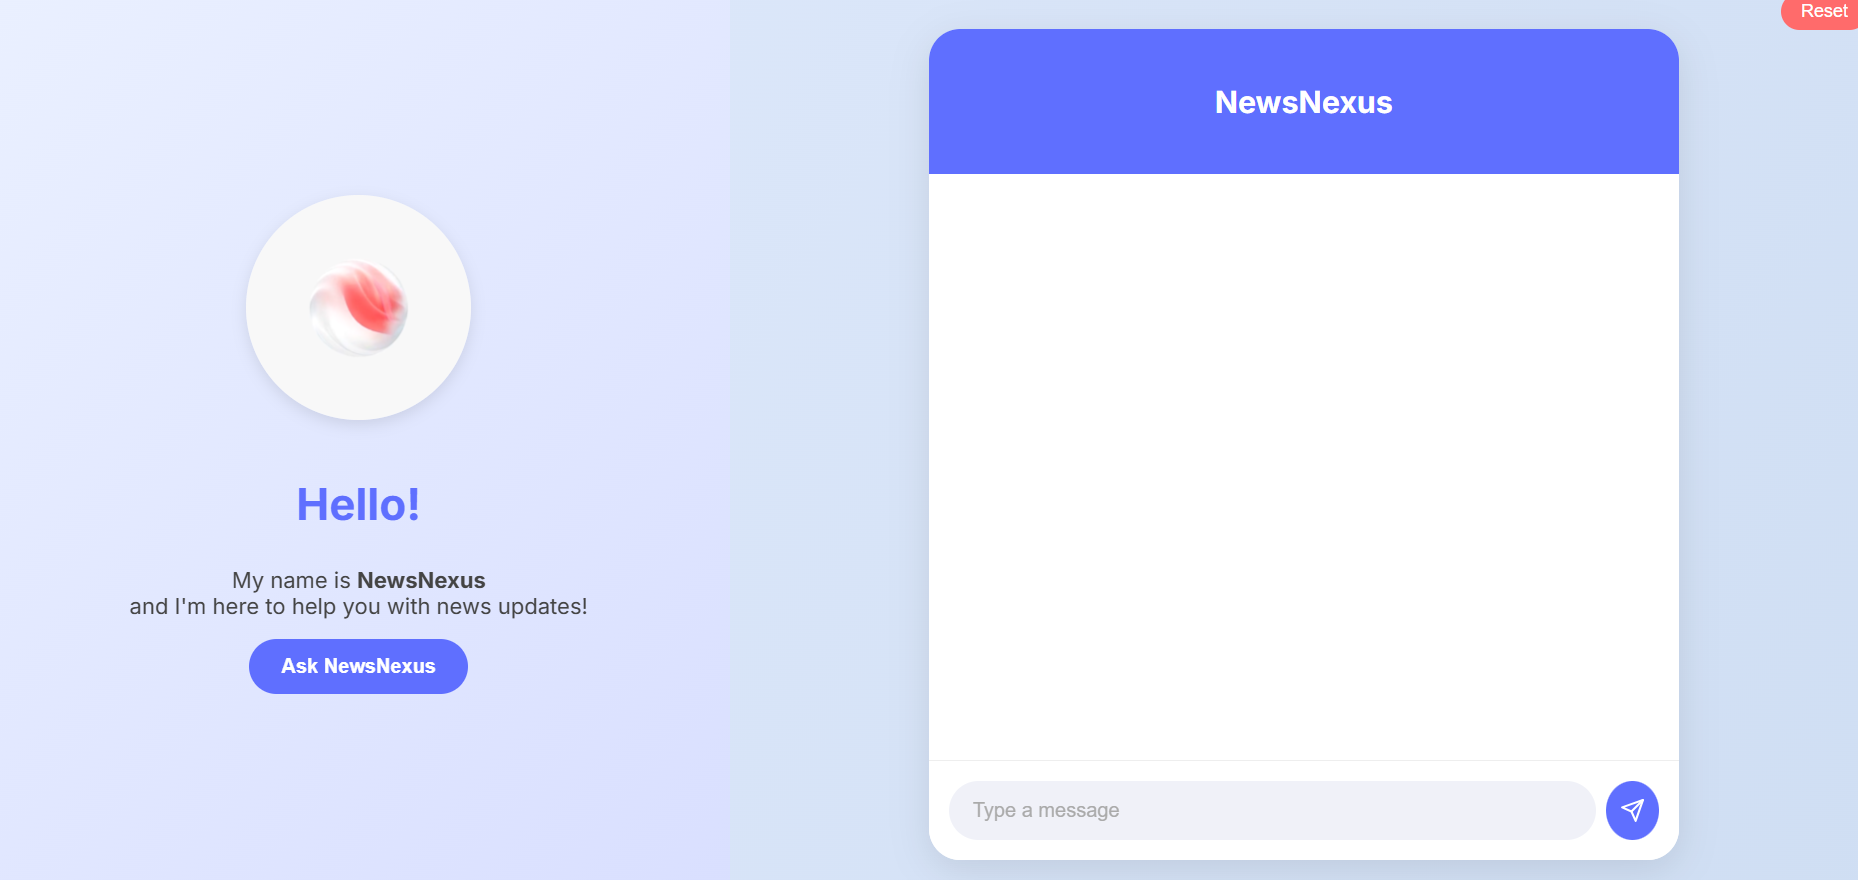 Hello!
My name is NewsNexus
and I'm here to help you with news updates!
Ask NewsNexus
Reset
NewsNexus
Type a message